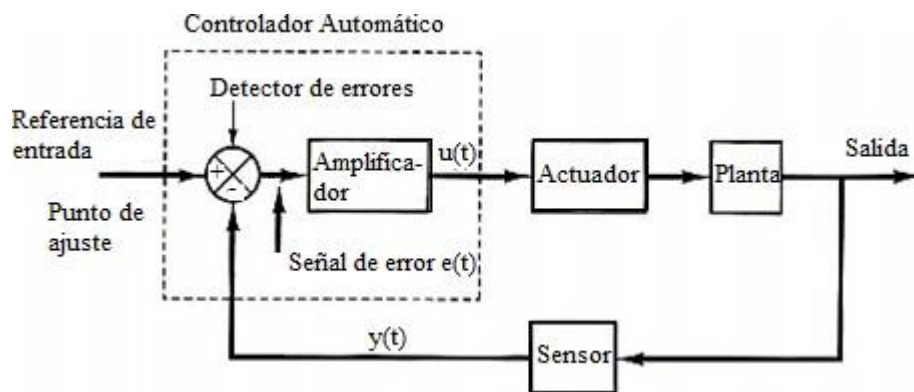 Controlador Automático
Detector de errores
Referencia de
entrada
+
-
Amplifica-
dor
u(t)
Actuador
Planta
Salida
Punto de
ajuste
Señal de error e(t)
y(t)
Sensor